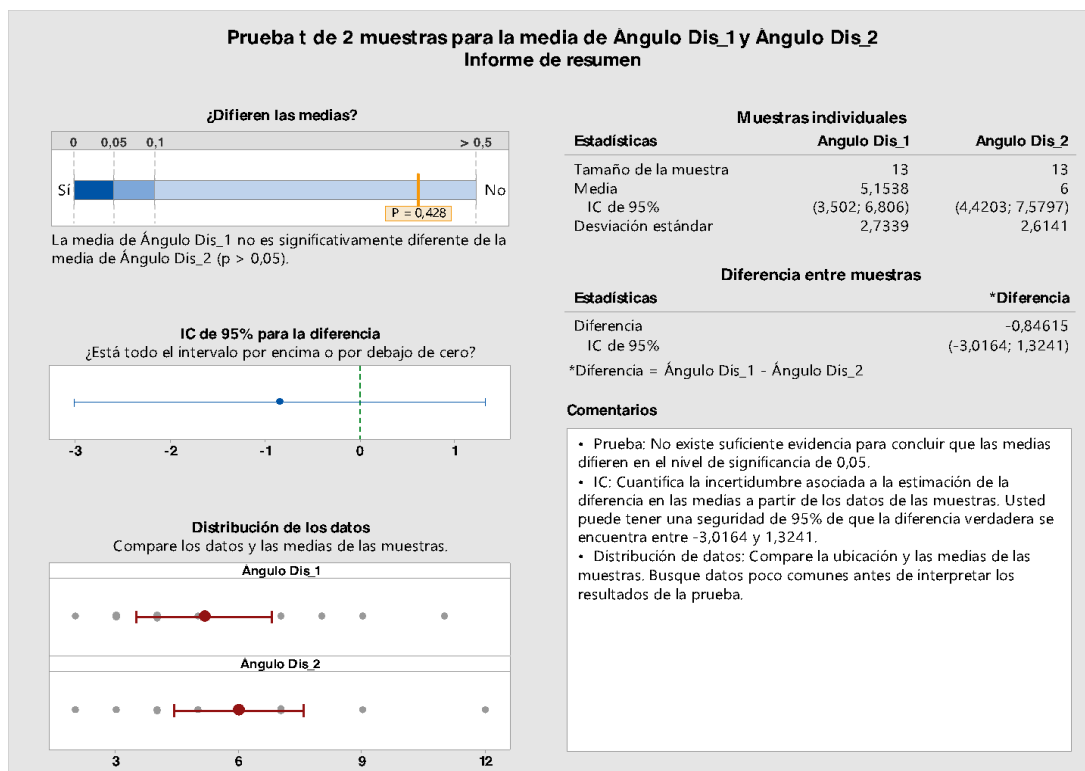 Prueba t de 2 muestras para la media de Ángulo Dis_1 y Ángulo Dis_2
Informe de resumen
¿Difieren las medias?
0 0,05 0,1 > 0,5
Sí No
P = 0,428
La media de Ángulo Dis_1 no es significativamente diferente de la
media de Ángulo Dis_2 (p > 0,05).
IC de 95% para la diferencia
¿Está todo el intervalo por encima o por debajo de cero?
-3 -2 -1 0 1
Distribución de los datos
Compare los datos y las medias de las muestras.
Ángulo Dis_1
Ángulo Dis_2
3 6 9 12
Muestras individuales
Estadísticas Ángulo Dis_1 Ángulo Dis_2
Tamaño de la muestra 13 13
Media 5,1538 6
IC de 95% (3,502; 6,806) (4,4203; 7,5797)
Desviación estándar 2,7339 2,6141
Diferencia entre muestras
Estadísticas *Diferencia
Diferencia -0,84615
IC de 95% (-3,0164; 1,3241)
*Diferencia = Ángulo Dis_1 - Ángulo Dis_2
Comentarios
• Prueba: No existe suficiente evidencia para concluir que las medias
difieren en el nivel de significancia de 0,05.
• IC: Cuantifica la incertidumbre asociada a la estimación de la
diferencia en las medias a partir de los datos de las muestras. Usted
puede tener una seguridad de 95% de que la diferencia verdadera se
encuentra entre -3,0164 y 1,3241.
• Distribución de datos: Compare la ubicación y las medias de las
muestras. Busque datos poco comunes antes de interpretar los
resultados de la prueba.